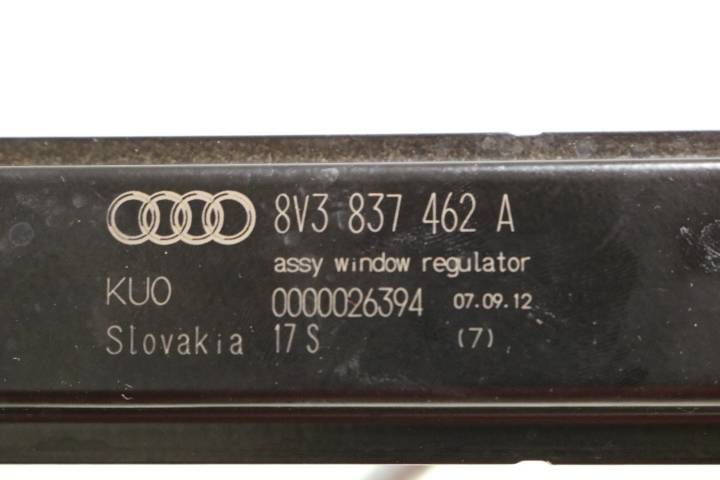 8V3 837 462 A
assy window regulator
KUO 0000026394 07.09.12
Slovakia 17 S (7)